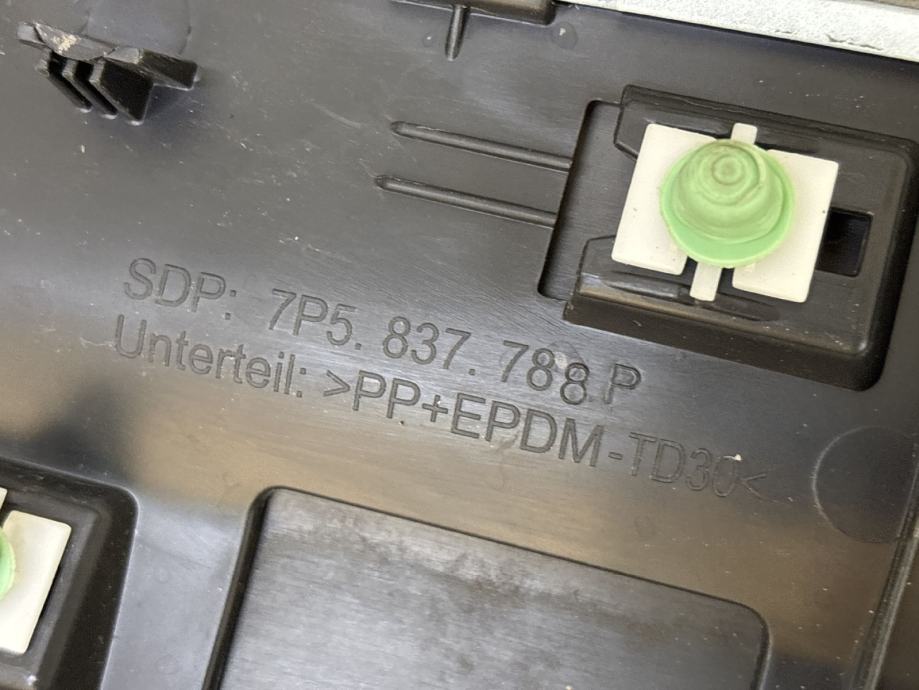 SDP: 7P5. 837. 788 P
Unterteil: >PP+EPDM-TD30<